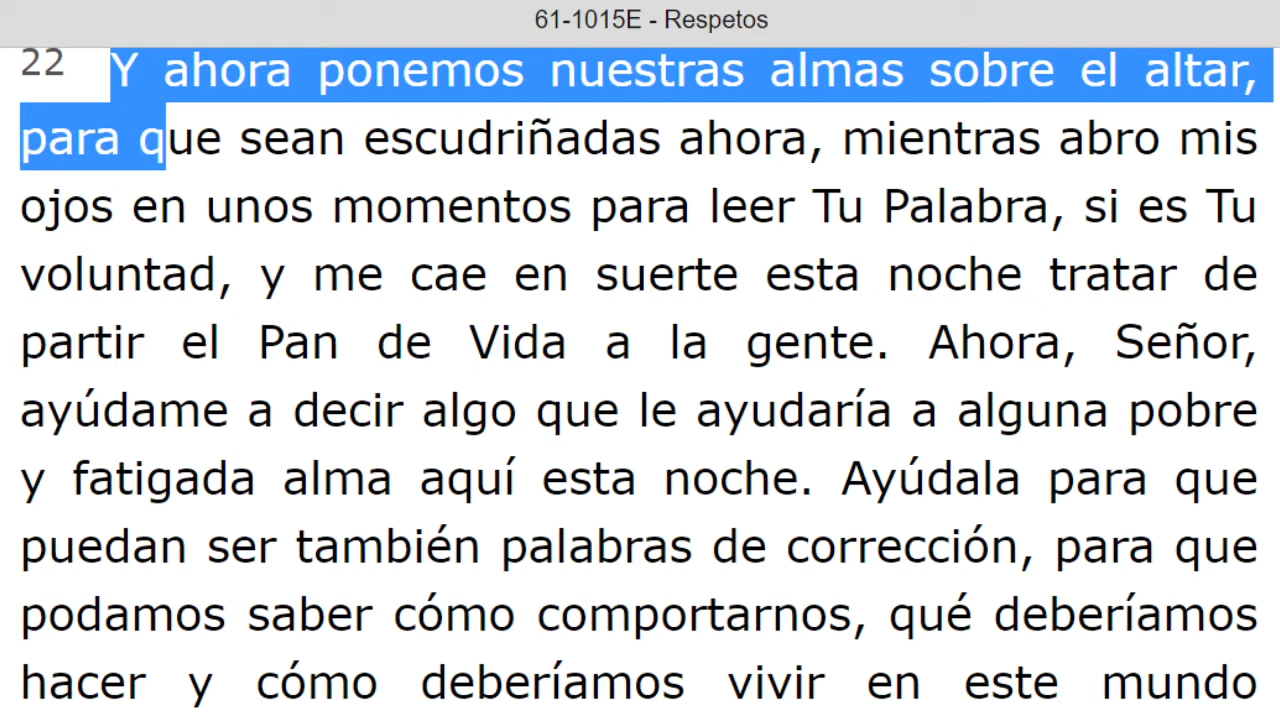 61-1015E - Respetos
22 Y ahora ponemos nuestras almas sobre el altar,
para que sean escudriñadas ahora, mientras abro mis
ojos en unos momentos para leer Tu Palabra, si es Tu
voluntad, y me cae en suerte esta noche tratar de
partir el Pan de Vida a la gente. Ahora, Señor,
ayúdame a decir algo que le ayudaría a alguna pobre
y fatigada alma aquí esta noche. Ayúdala para que
puedan ser también palabras de corrección, para que
podamos saber cómo comportarnos, qué deberíamos
hacer y cómo deberíamos vivir en este mundo